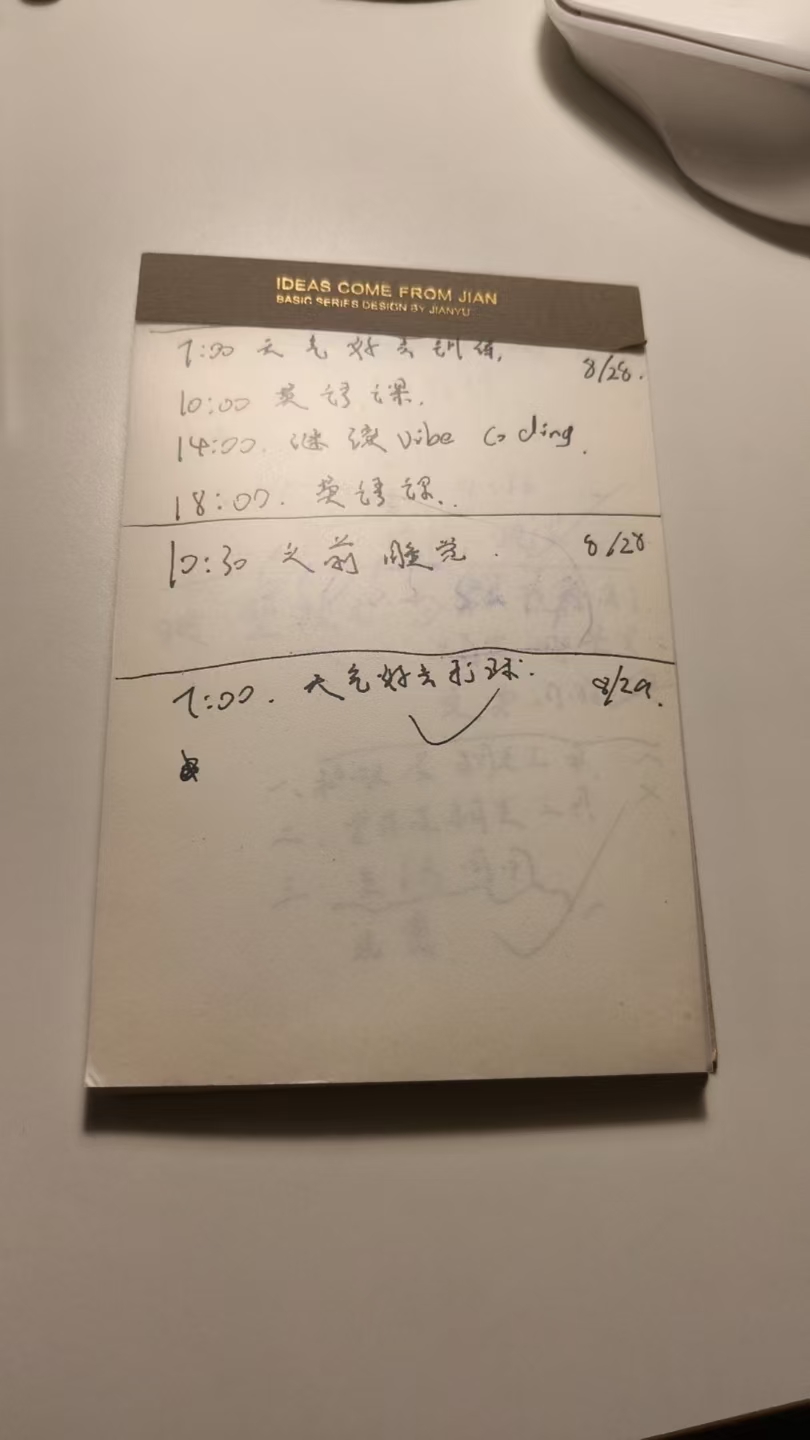 IDEAS COME FROM JIAN
BASIC SERIES DESIGN BY JIANYU
7:00 天气好去训练.
8/28.
10:00 英语课.
14:00. 继续 vibe coding.
18:00. 英语课..
10:30 之前睡觉.
8/28
7:00. 天气好去打球.
8/29.